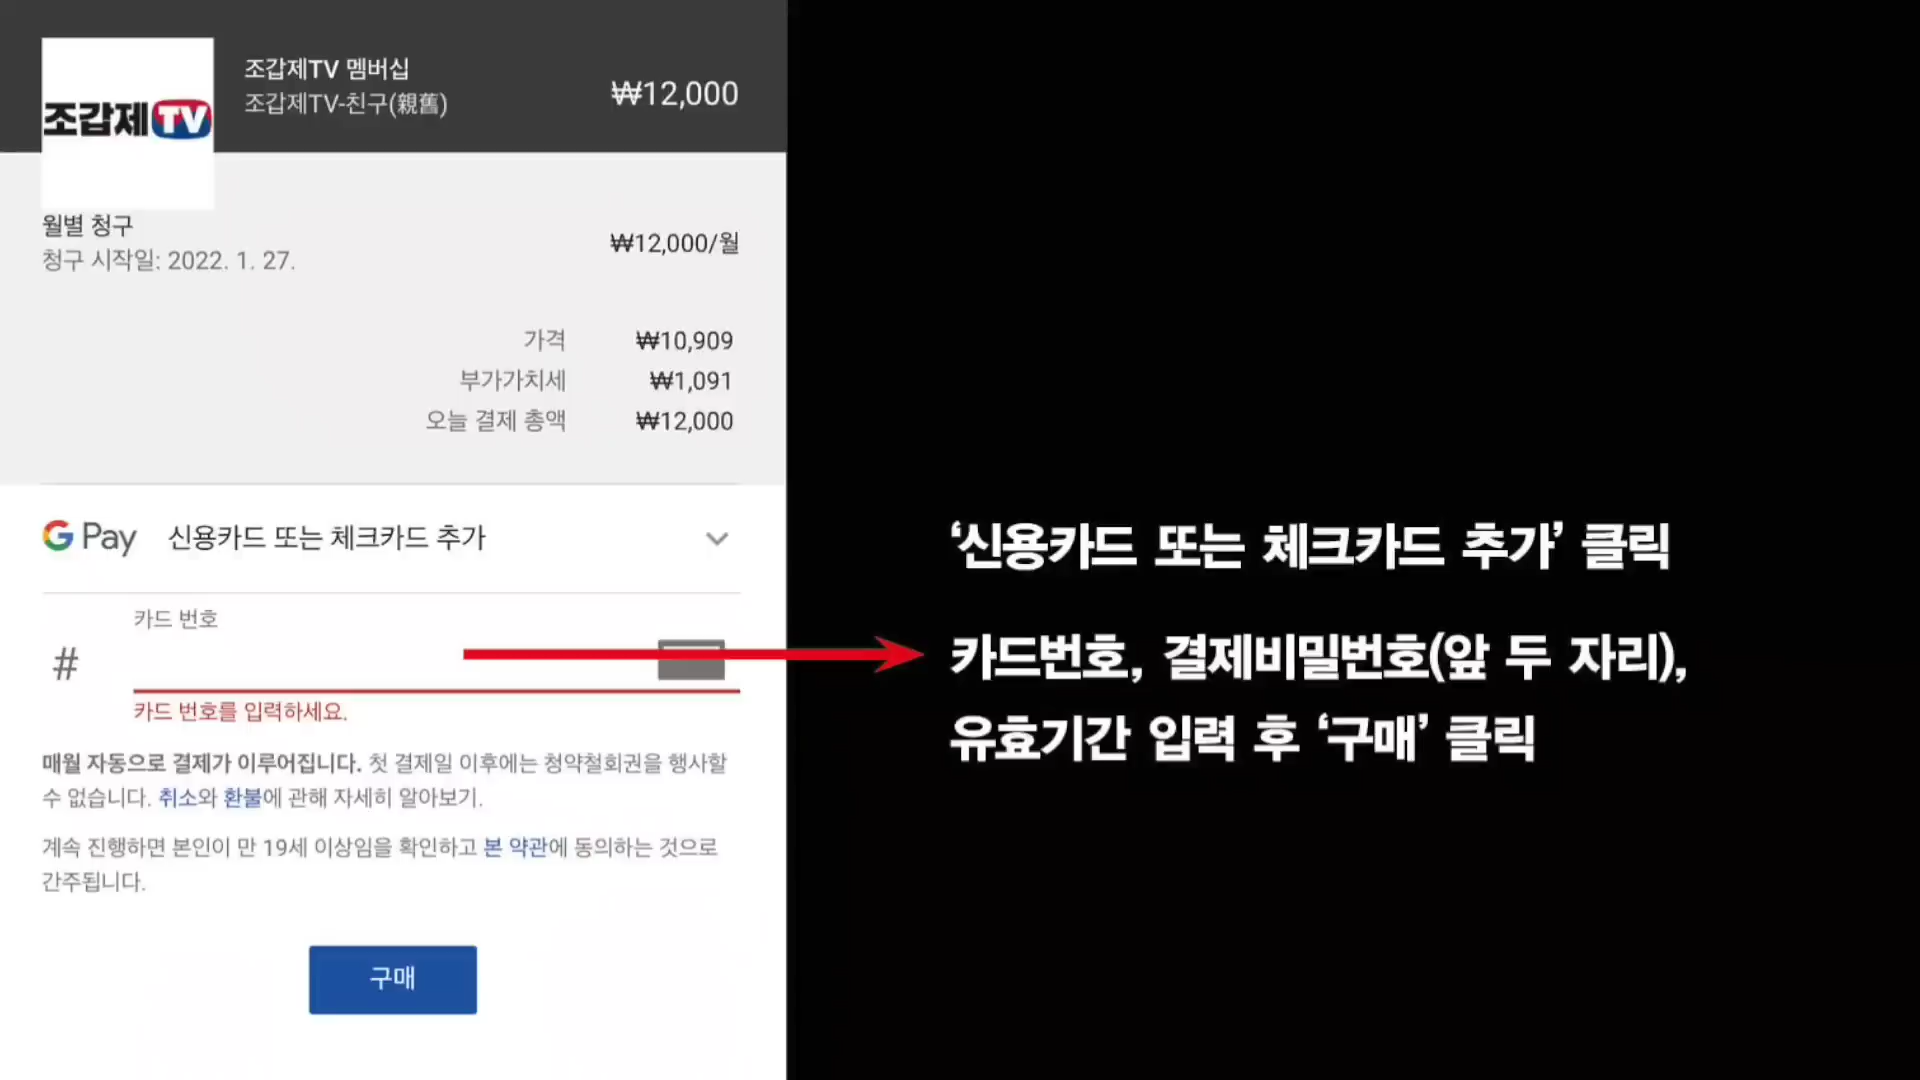 조갑제TV
조갑제TV 멤버십
조갑제TV-친구(親舊)
₩12,000
월별 청구
청구 시작일: 2022. 1. 27.
₩12,000/월
가격 ₩10,909
부가가치세 ₩1,091
오늘 결제 총액 ₩12,000
G Pay 신용카드 또는 체크카드 추가
카드 번호
#
카드 번호를 입력하세요.
매월 자동으로 결제가 이루어집니다. 첫 결제일 이후에는 청약철회권을 행사할
수 없습니다. 취소와 환불에 관해 자세히 알아보기.
계속 진행하면 본인이 만 19세 이상임을 확인하고 본 약관에 동의하는 것으로
간주됩니다.
구매
‘신용카드 또는 체크카드 추가’ 클릭
카드번호, 결제비밀번호(앞 두 자리),
유효기간 입력 후 ‘구매’ 클릭